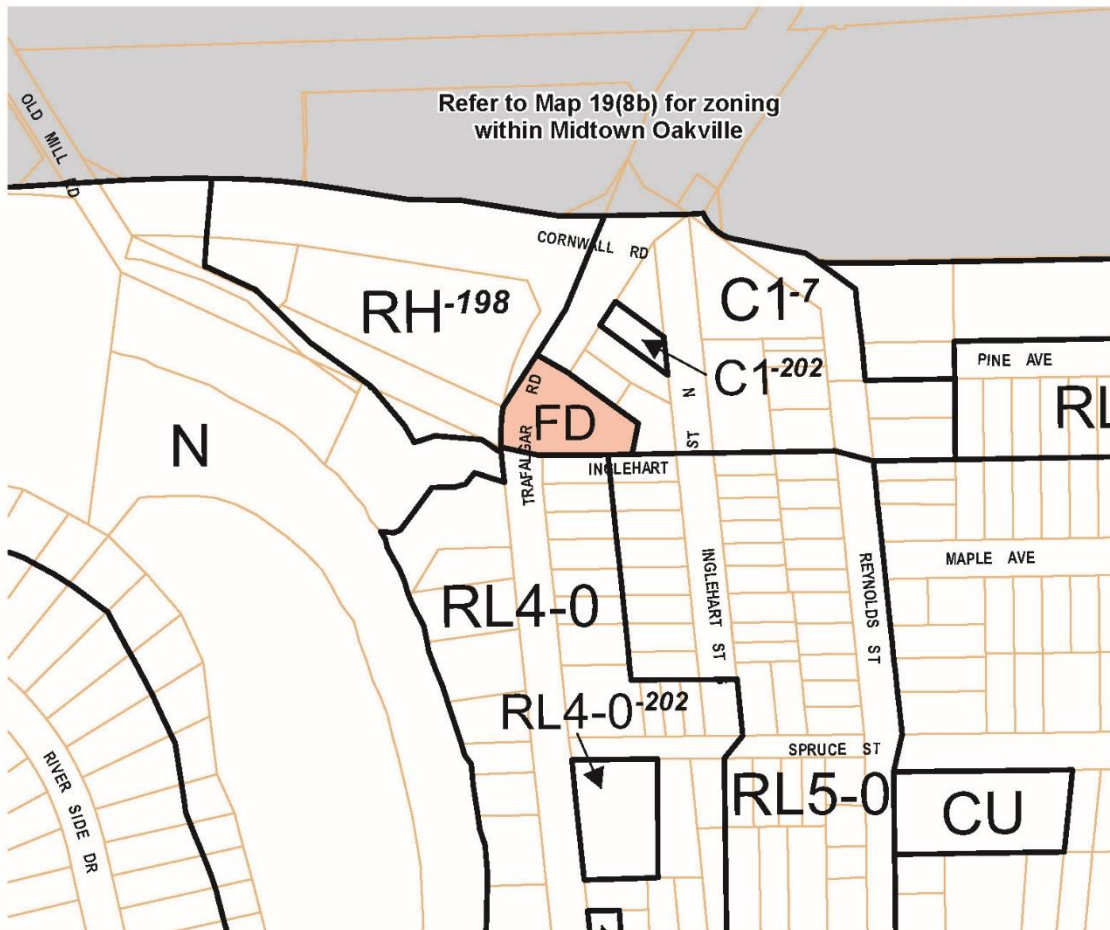 Refer to Map 19(8b) for zoning
within Midtown Oakville
OLD MILL RD
CORNWALL RD
RH-198
C1-7
C1-202
PINE AVE
RL
FD
TRAFALGAR RD
N
INGLEHART ST N
MAPLE AVE
RL4-0
INGLEHART ST S
REYNOLDS ST
RL4-0-202
SPRUCE ST
RIVER SIDE DR
RL5-0
CU